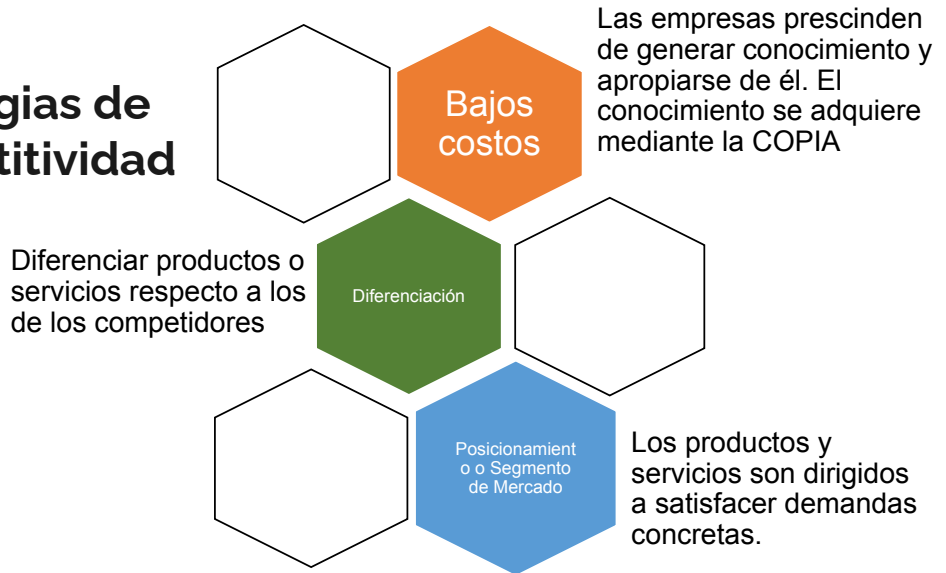 gias de
titividad
Bajos
costos
Las empresas prescinden
de generar conocimiento y
apropiarse de él. El
conocimiento se adquiere
mediante la COPIA
Diferenciar productos o
servicios respecto a los
de los competidores
Diferenciación
Posicionamient
o o Segmento
de Mercado
Los productos y
servicios son dirigidos
a satisfacer demandas
concretas.